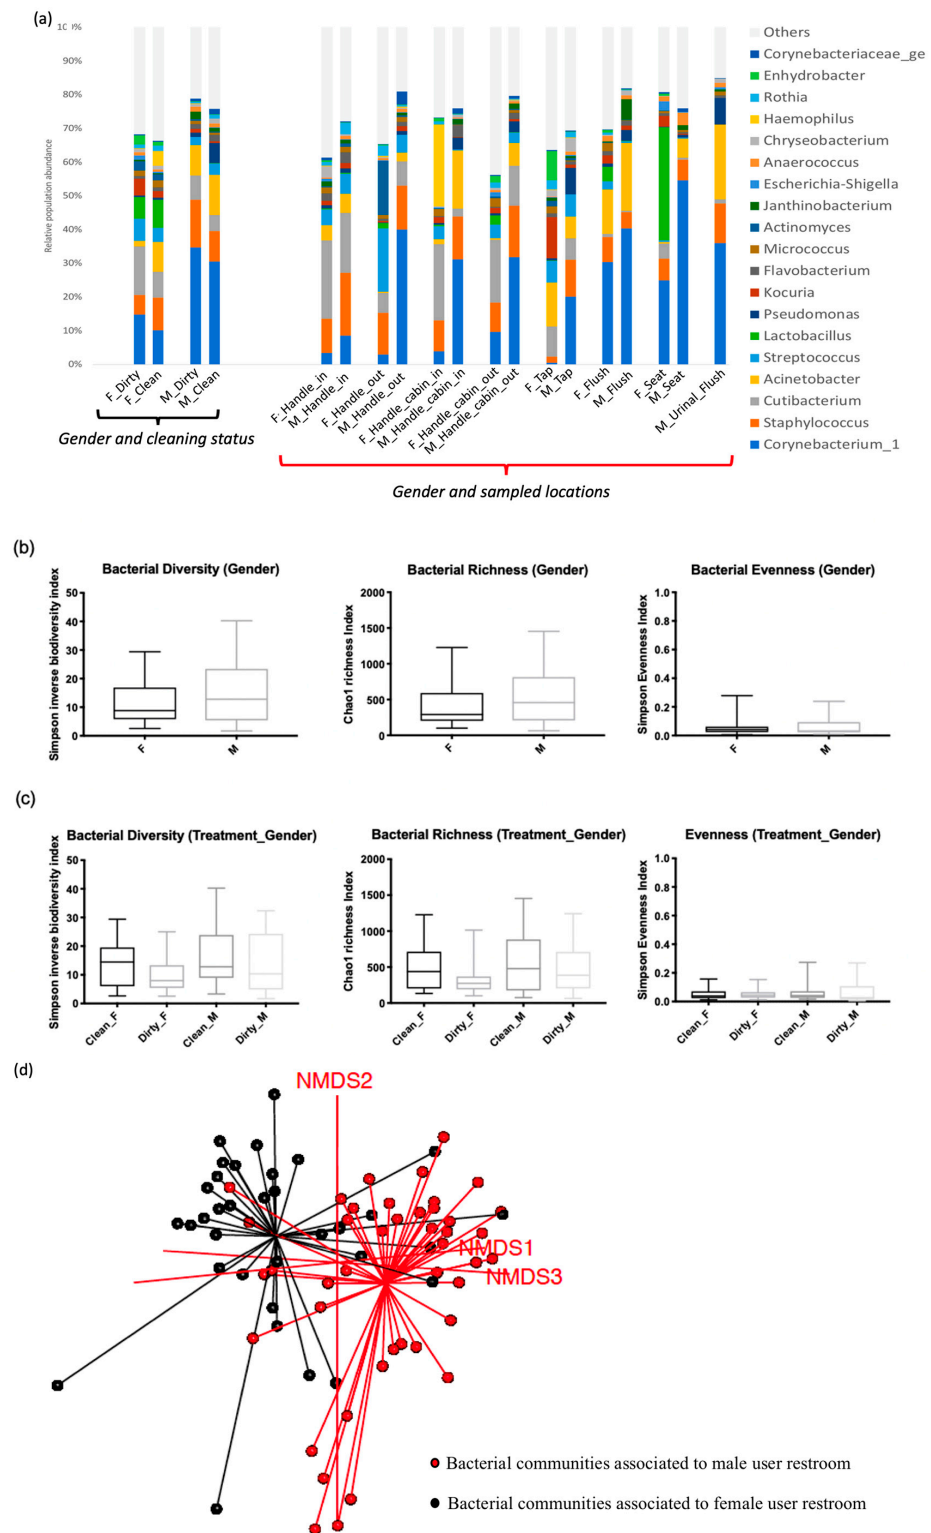 (a)
90%
80%
70%
60%
50%
40%
30%
20%
10%
0%
Relative population abundance
F_Dirty
F_Clean
M_Dirty
M_Clean
F_Handle_in
M_Handle_in
F_Handle_out
M_Handle_out
F_Handle_cabin_in
M_Handle_cabin_in
F_Handle_cabin_out
M_Handle_cabin_out
F_Tap
M_Tap
F_Flush
M_Flush
F_Seat
M_Seat
M_Urinal_Flush
Gender and cleaning status
Gender and sampled locations
Others
Corynebacteriaceae_ge
Enhydrobacter
Rothia
Haemophilus
Chryseobacterium
Anaerococcus
Escherichia-Shigella
Janthinobacterium
Actinomyces
Micrococcus
Flavobacterium
Kocuria
Pseudomonas
Lactobacillus
Streptococcus
Acinetobacter
Cutibacterium
Staphylococcus
Corynebacterium_1
(b)
Bacterial Diversity (Gender)
Simpson inverse biodiversity index
50
40
30
20
10
0
F
M
Bacterial Richness (Gender)
Chao1 richness Index
2000
1500
1000
500
0
F
M
Bacterial Evenness (Gender)
Simpson Evenness Index
1.0
0.8
0.6
0.4
0.2
0.0
F
M
(c)
Bacterial Diversity (Treatment_Gender)
Simpson inverse biodiversity index
50
40
30
20
10
0
Clean_F
Dirty_F
Clean_M
Dirty_M
Bacterial Richness (Treatment_Gender)
Chao1 richness Index
2000
1500
1000
500
0
Clean_F
Dirty_F
Clean_M
Dirty_M
Evenness (Treatment_Gender)
Simpson Evenness Index
1.0
0.8
0.6
0.4
0.2
0.0
Clean_F
Dirty_F
Clean_M
Dirty_M
(d)
NMDS2
NMDS1
NMDS3
Bacterial communities associated to male user restroom
Bacterial communities associated to female user restroom